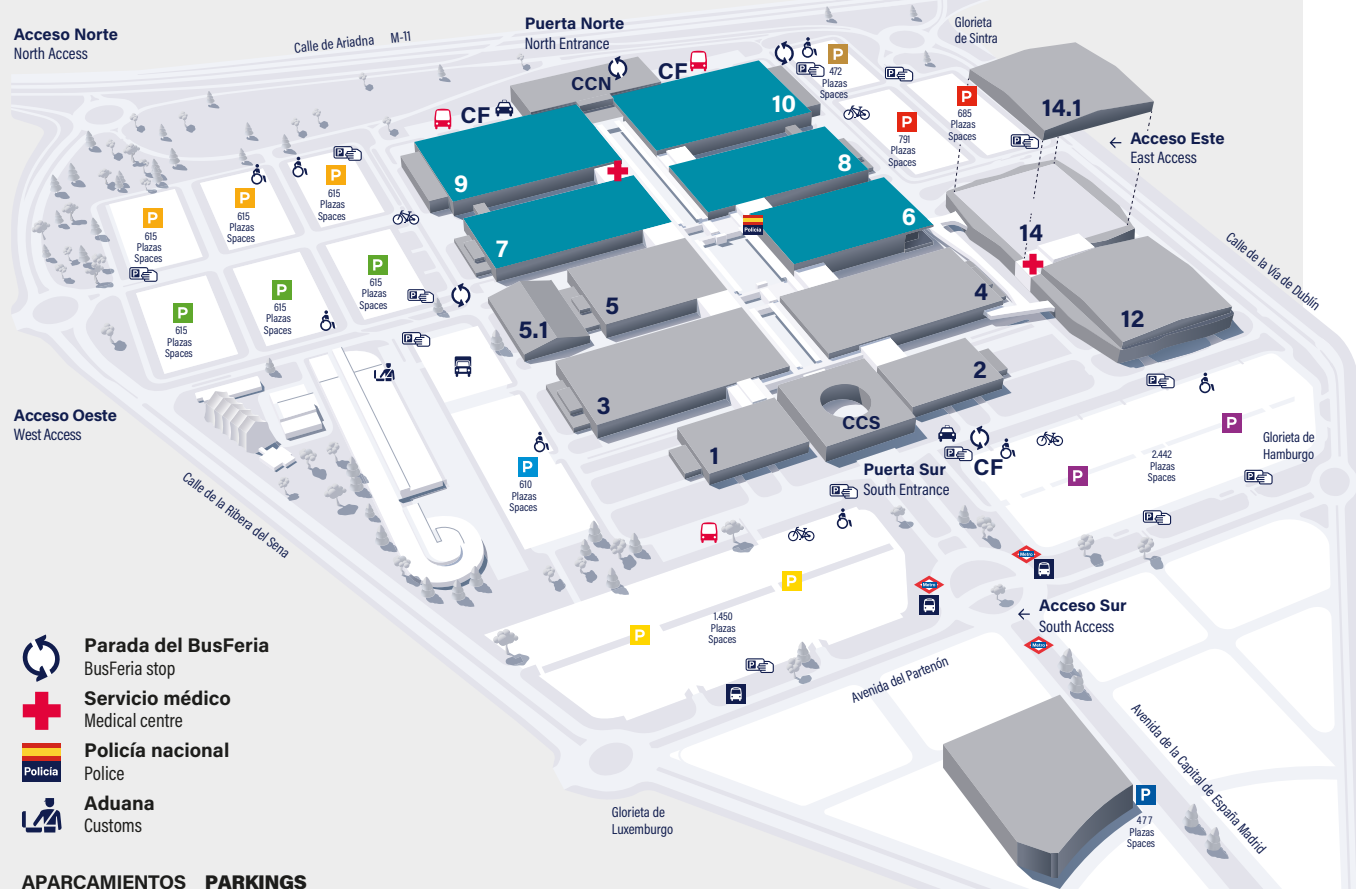 Acceso Norte
North Access
Calle de Ariadna M-11
Puerta Norte
North Entrance
Glorieta
de Sintra
CCN
CF
CF
P
472
Plazas
Spaces
P
791
Plazas
Spaces
P
685
Plazas
Spaces
14.1
Acceso Este
East Access
10
9
8
7
6
Policía
14
12
5
5.1
4
3
2
1
CCS
P
615
Plazas
Spaces
P
615
Plazas
Spaces
P
615
Plazas
Spaces
P
615
Plazas
Spaces
P
615
Plazas
Spaces
P
615
Plazas
Spaces
Calle de la Vía de Dublín
Acceso Oeste
West Access
Calle de la Ribera del Sena
P
610
Plazas
Spaces
Puerta Sur
South Entrance
CF
P
P
2.442
Plazas
Spaces
Glorieta de
Hamburgo
P
P
1.450
Plazas
Spaces
Metro
Metro
Metro
Acceso Sur
South Access
Avenida del Partenón
Avenida de la Capital de España Madrid
Glorieta de
Luxemburgo
P
477
Plazas
Spaces
Parada del BusFeria
BusFeria stop
Servicio médico
Medical centre
Policía nacional
Police
Policía
Aduana
Customs
APARCAMIENTOS PARKINGS